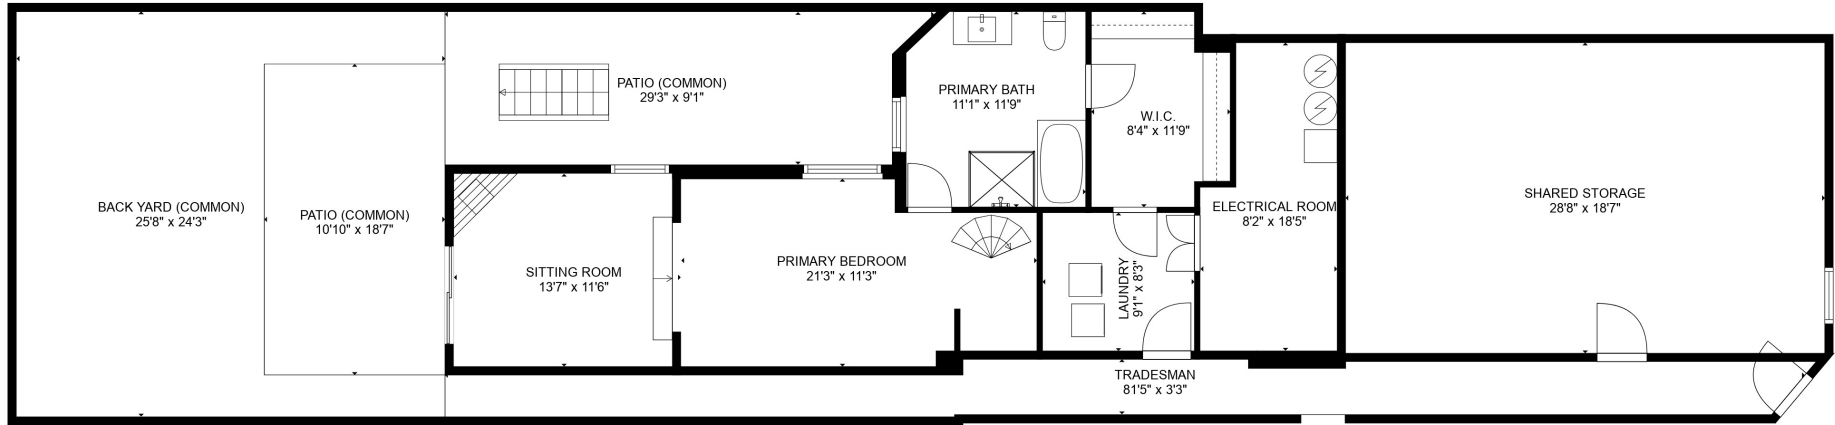 PATIO (COMMON)
29'3" x 9'1"
PRIMARY BATH
11'1" x 11'9"
W.I.C.
8'4" x 11'9"
BACK YARD (COMMON)
25'8" x 24'3"
PATIO (COMMON)
10'10" x 18'7"
SITTING ROOM
13'7" x 11'6"
PRIMARY BEDROOM
21'3" x 11'3"
LAUNDRY
9'1" x 8'3"
ELECTRICAL ROOM
8'2" x 18'5"
SHARED STORAGE
28'8" x 18'7"
TRADESMAN
81'5" x 3'3"